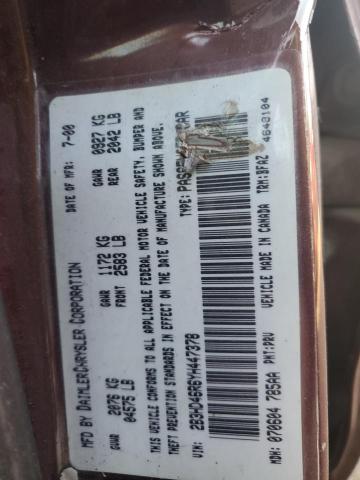 MFD BY DAIMLERCHRYSLER CORPORATION DATE OF MFR: 7-00
GVWR 2076 KG 04575 LB GAWR FRONT 1172 KG 2583 LB GAWR REAR 0927 KG 2042 LB
THIS VEHICLE CONFORMS TO ALL APPLICABLE FEDERAL MOTOR VEHICLE SAFETY, BUMPER AND
THEFT PREVENTION STANDARDS IN EFFECT ON THE DATE OF MANUFACTURE SHOWN ABOVE.
VIN: 2B3HD46R6YH447378 TYPE: CAR
MDH: 070604 785AA PNT: PRV VEHICLE MADE IN CANADA TRM: BFAZ 4649104